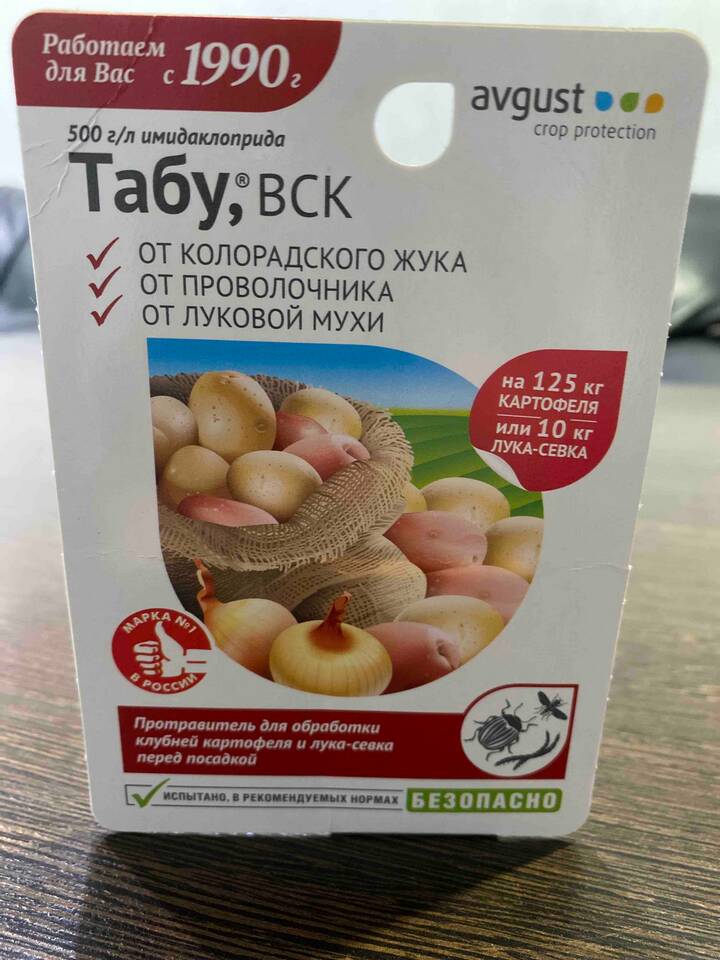 Работаем
для Вас с 1990г
avgust
crop protection
500 г/л имидаклоприда
Табу,® ВСК
ОТ КОЛОРАДСКОГО ЖУКА
ОТ ПРОВОЛОЧНИКА
ОТ ЛУКОВОЙ МУХИ
на 125 кг
КАРТОФЕЛЯ
или 10 кг
ЛУКА-СЕВКА
МАРКА №1
В РОССИИ
Протравитель для обработки
клубней картофеля и лука-севка
перед посадкой
ИСПЫТАНО, В РЕКОМЕНДУЕМЫХ НОРМАХ БЕЗОПАСНО